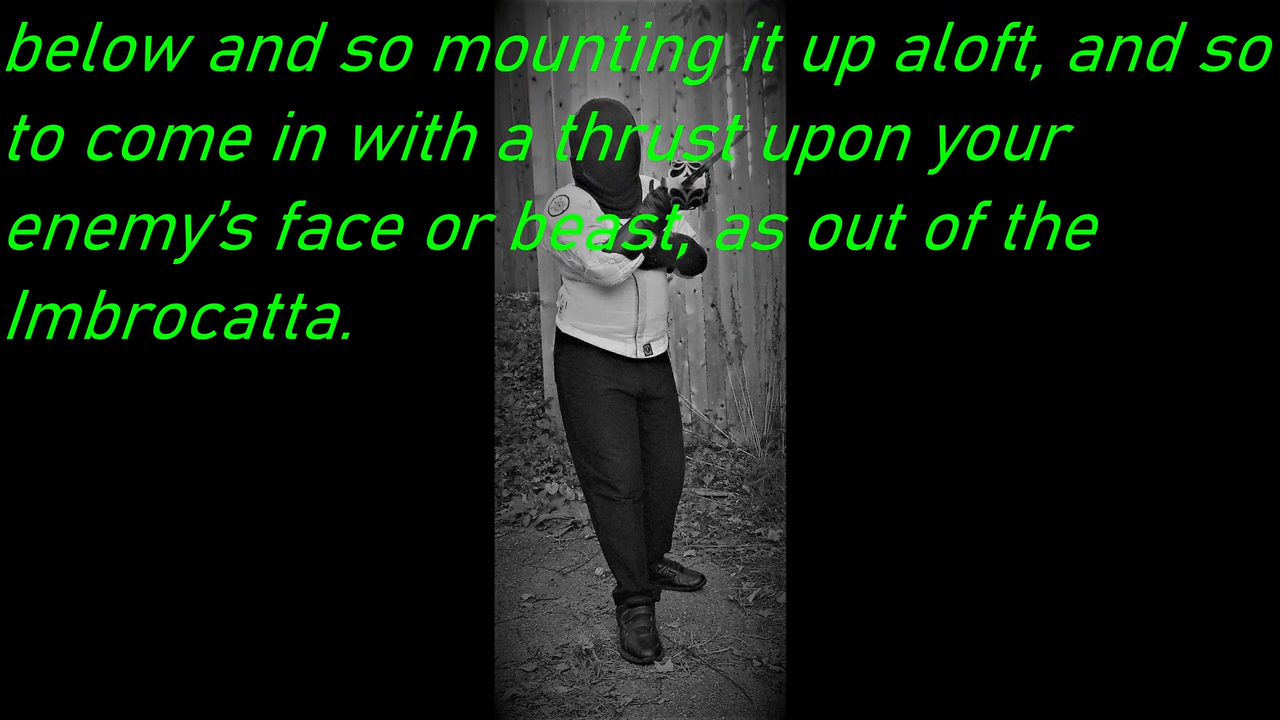 below and so mounting it up aloft, and so
to come in with a thrust upon your
enemy's face or beast, as out of the
Imbrocatta.